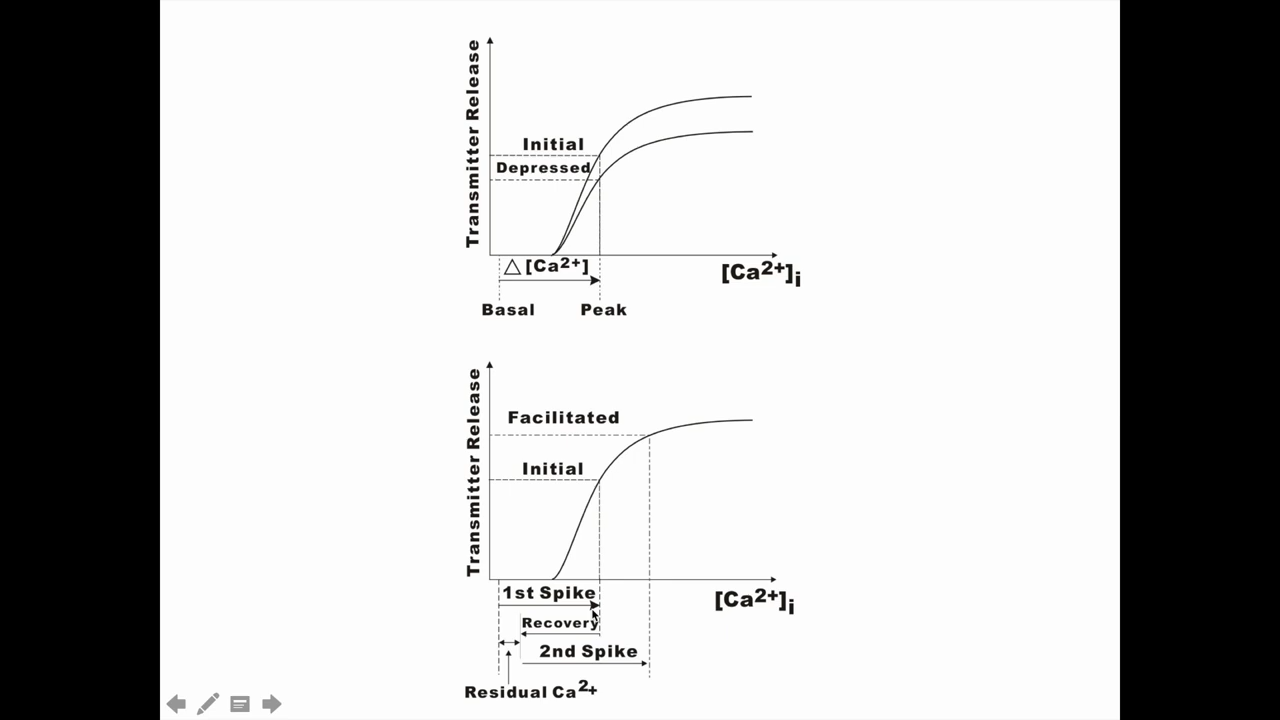 Transmitter Release
Initial
Depressed
△ [Ca2+]
[Ca2+]i
Basal
Peak
Transmitter Release
Facilitated
Initial
1st Spike
[Ca2+]i
Recovery
2nd Spike
Residual Ca2+